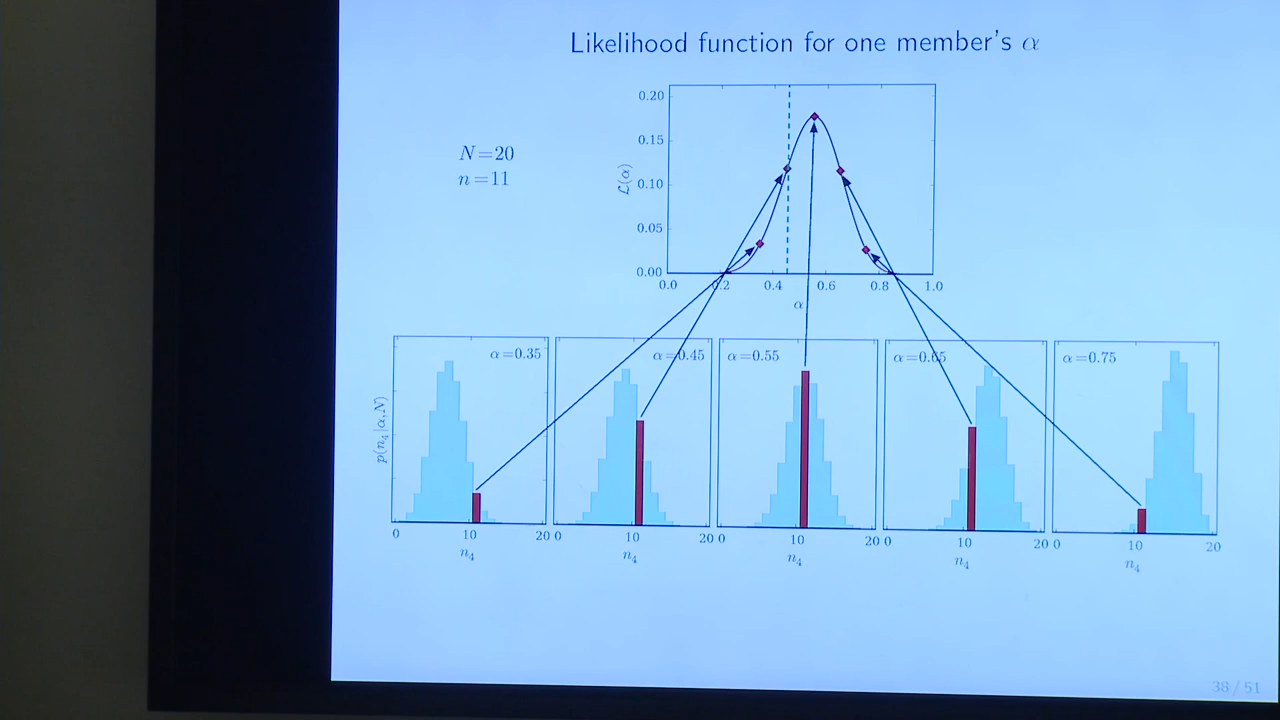 Likelihood function for one member's α
N=20
n=11
0.20
0.15
0.10
0.05
0.00
ℒ(α)
0.0 0.2 0.4 0.6 0.8 1.0
α
α=0.35 α=0.45 α=0.55 α=0.65 α=0.75
p(n₄|α,N)
0 10 20 0 10 20 0 10 20 0 10 20 0 10 20
n₄ n₄ n₄ n₄ n₄
38 / 51